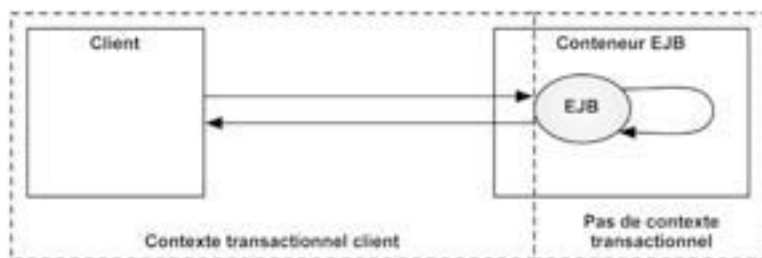 Client
Conteneur EJB
EJB
Contexte transactionnel client
Pas de contexte
transactionnel